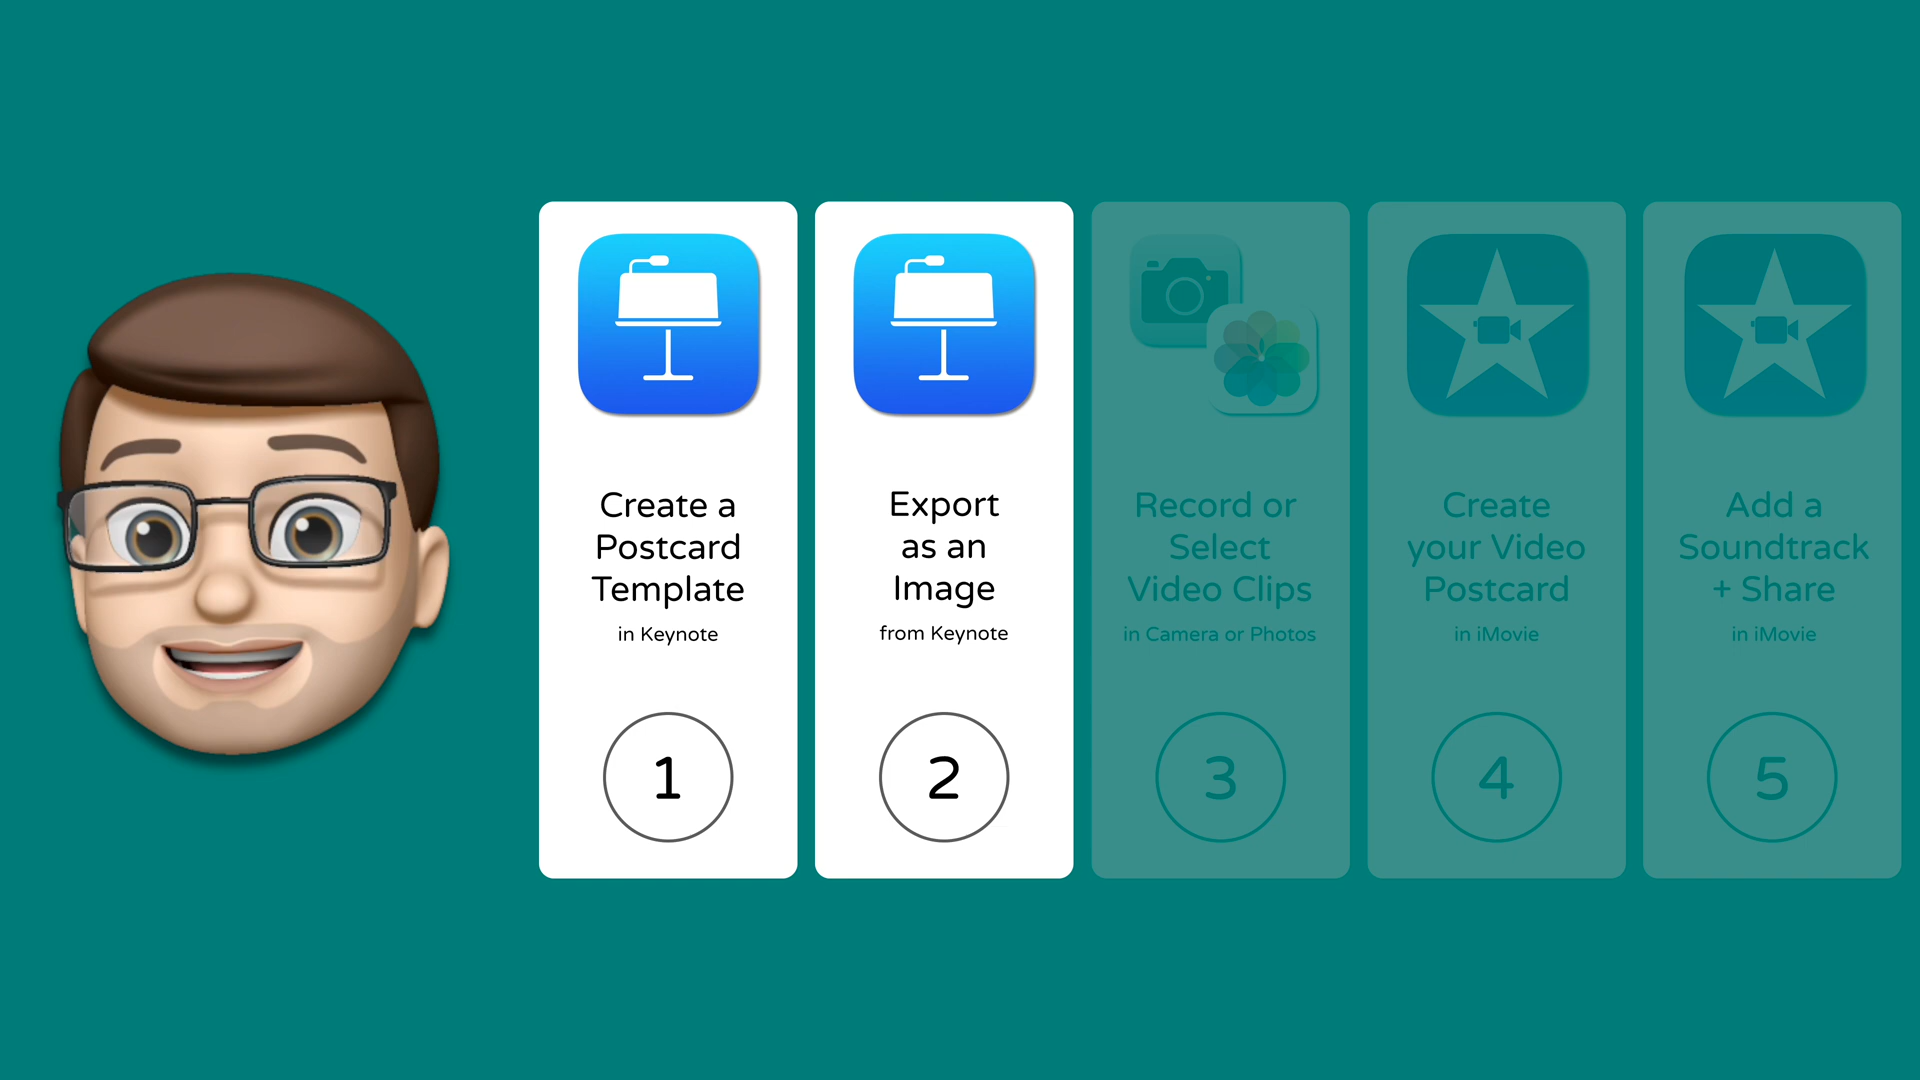 Create a
Postcard
Template
in Keynote
1
Export
as an
Image
from Keynote
2
Record or
Select
Video Clips
in Camera or Photos
3
Create
your Video
Postcard
in iMovie
4
Add a
Soundtrack
+ Share
in iMovie
5